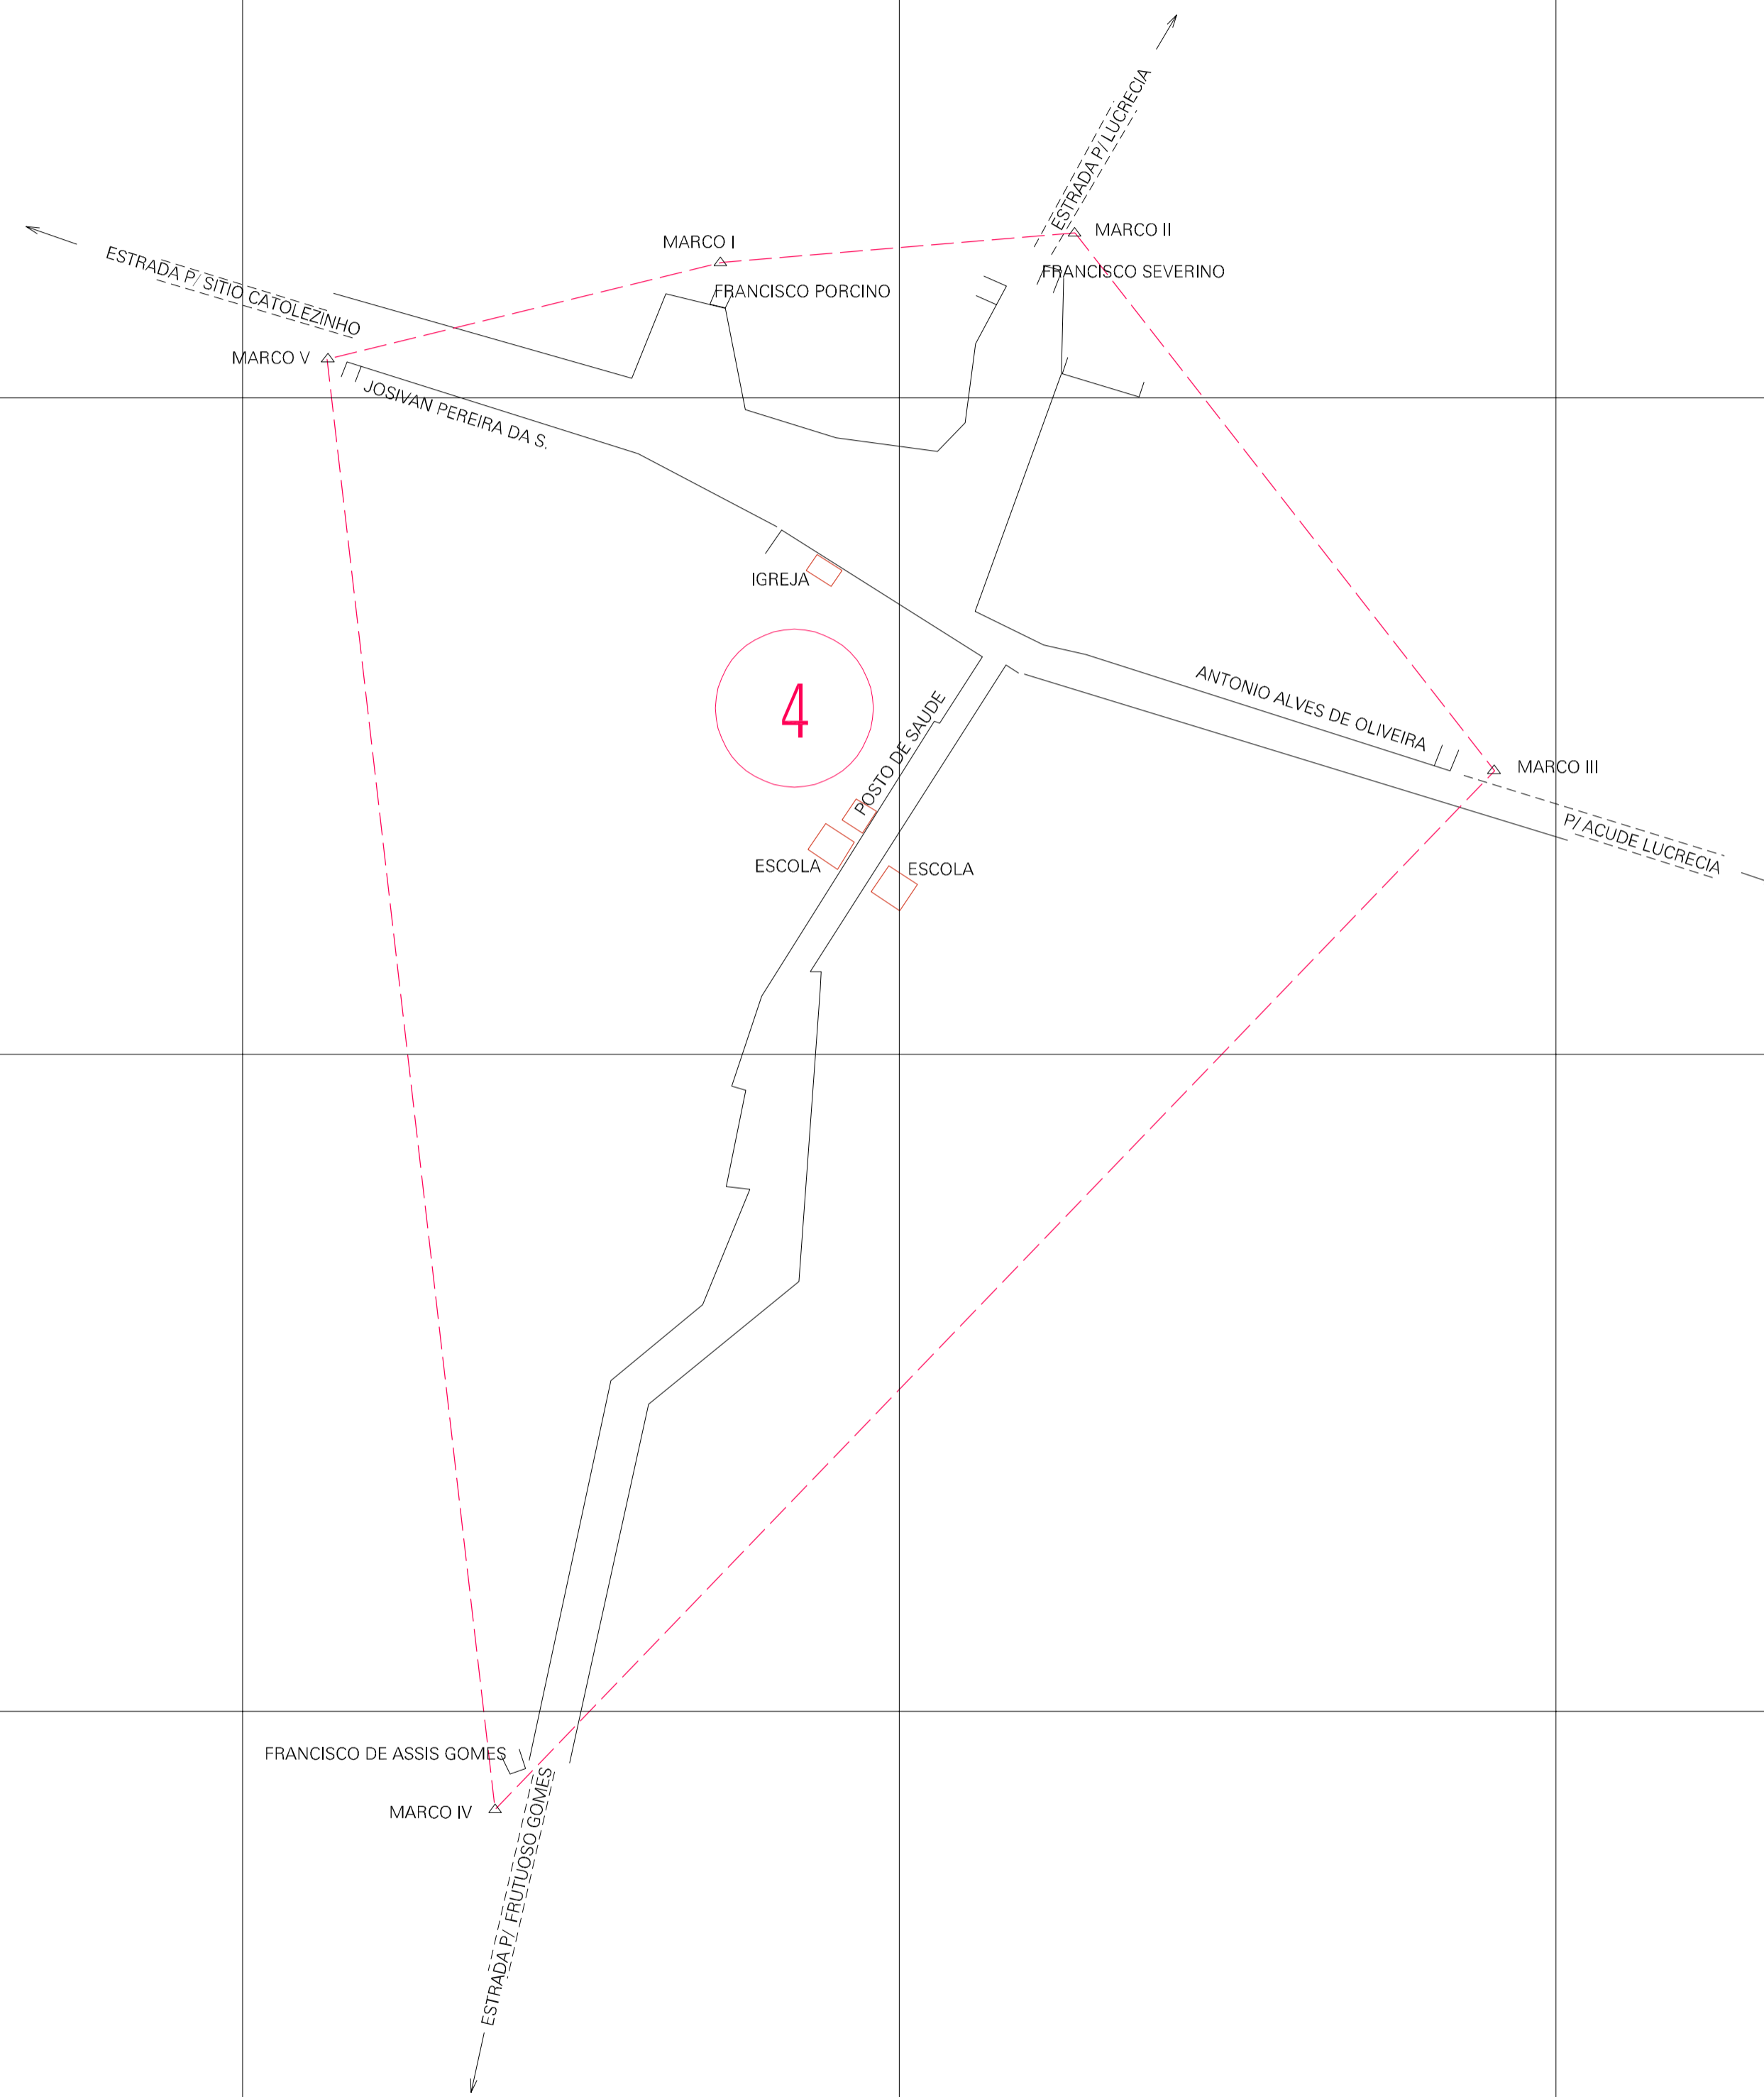 ESTRADA P/ LUCRECIA
MARCO II
MARCO I
FRANCISCO SEVERINO
ESTRADA P/ SITIO CATOLEZINHO
FRANCISCO PORCINO
MARCO V
JOSIVAN PEREIRA DA S.
IGREJA
4
POSTO DE SAUDE
ANTONIO ALVES DE OLIVEIRA
MARCO III
P/ ACUDE LUCRECIA
ESCOLA
ESCOLA
FRANCISCO DE ASSIS GOMES
MARCO IV
ESTRADA P/ FRUTUOSO GOMES